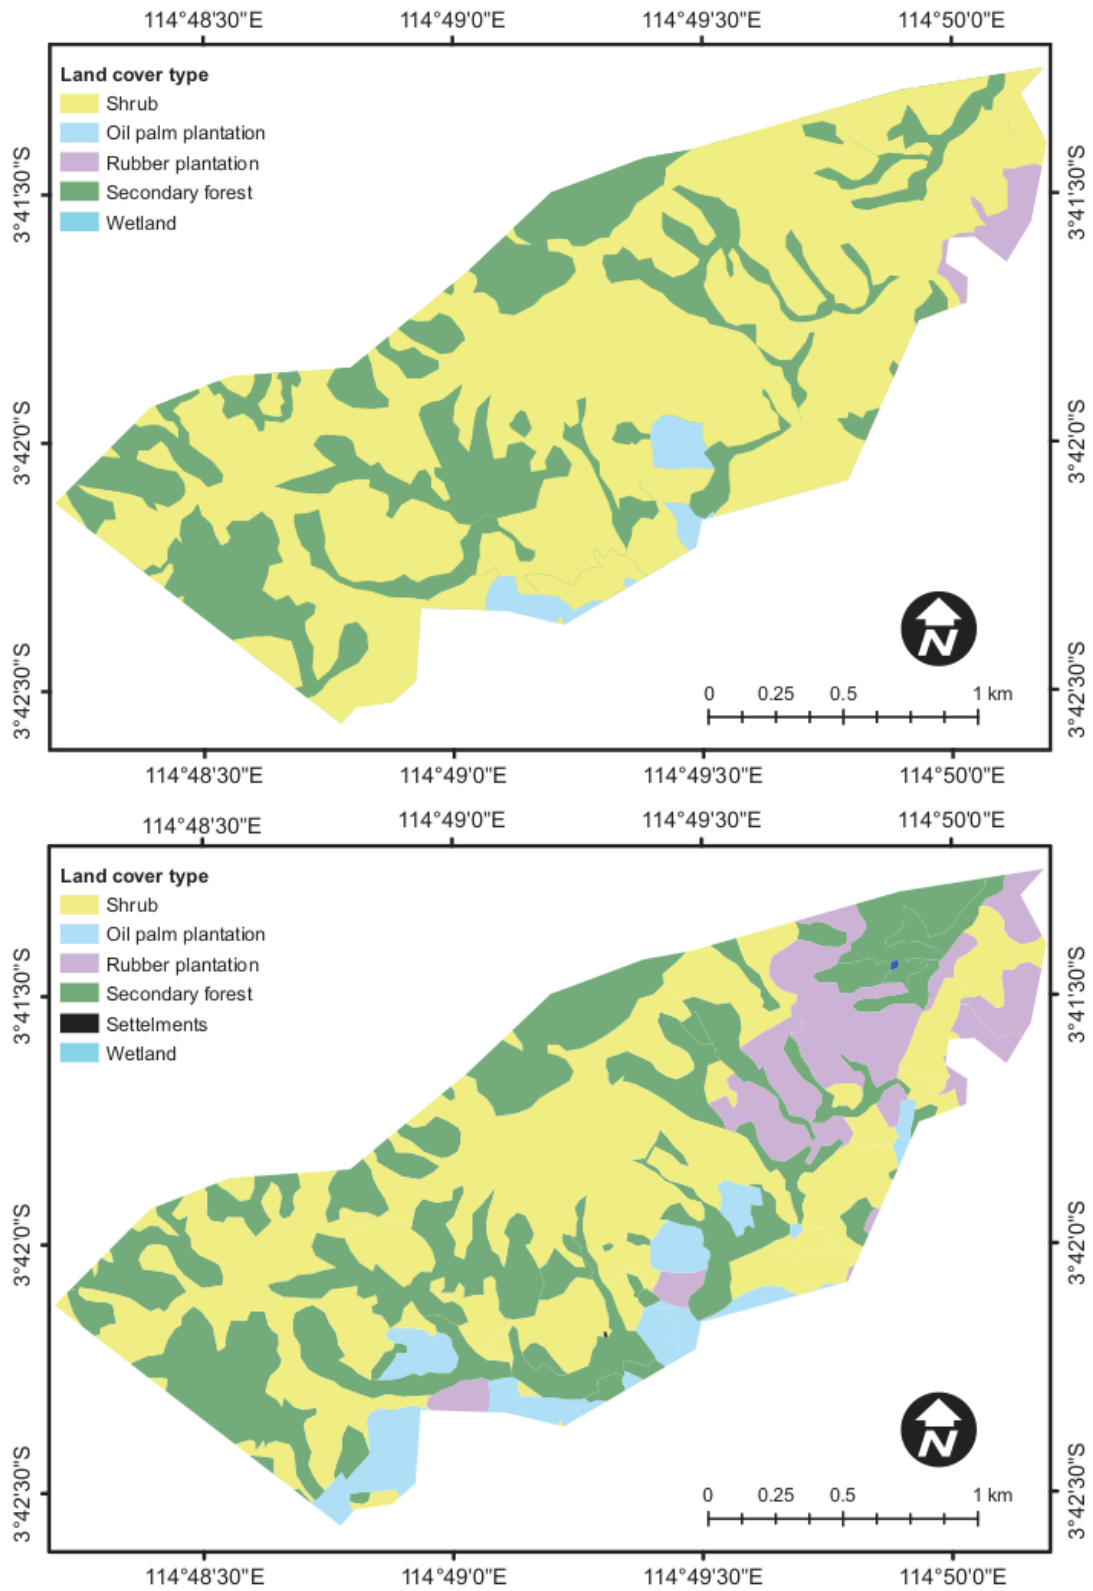 114°48'30"E 114°49'0"E 114°49'30"E 114°50'0"E
Land cover type
Shrub
Oil palm plantation
Rubber plantation
Secondary forest
Wetland
3°41'30"S 3°41'30"S
3°42'0"S 3°42'0"S
3°42'30"S 3°42'30"S
N
0 0.25 0.5 1 km
114°48'30"E 114°49'0"E 114°49'30"E 114°50'0"E
114°48'30"E 114°49'0"E 114°49'30"E 114°50'0"E
Land cover type
Shrub
Oil palm plantation
Rubber plantation
Secondary forest
Settelments
Wetland
3°41'30"S 3°41'30"S
3°42'0"S 3°42'0"S
3°42'30"S 3°42'30"S
N
0 0.25 0.5 1 km
114°48'30"E 114°49'0"E 114°49'30"E 114°50'0"E